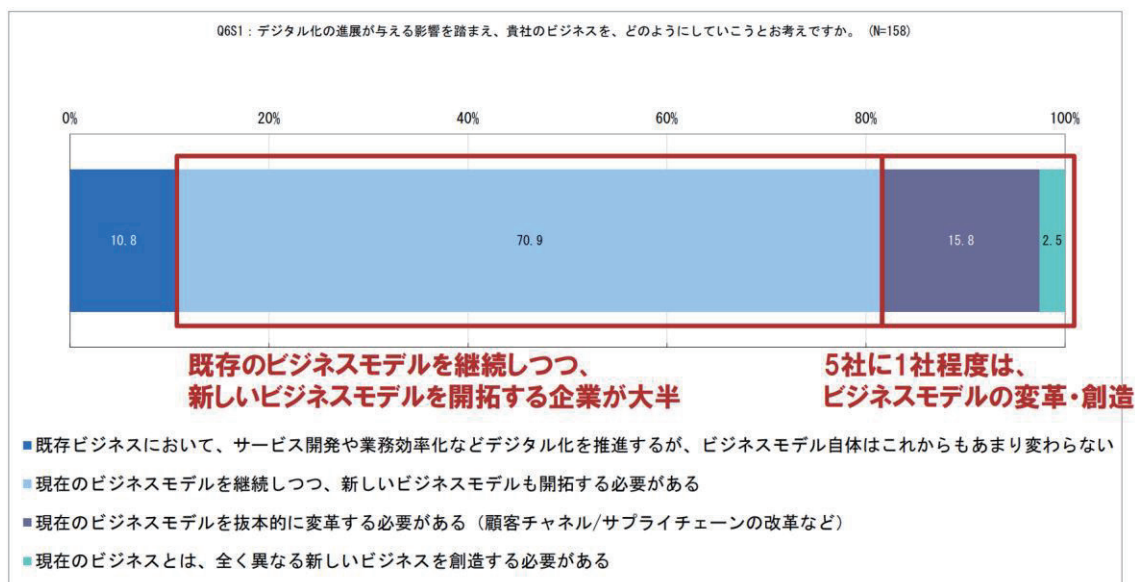 Q6S1：デジタル化の進展が与える影響を踏まえ、貴社のビジネスを、どのようにしていこうとお考えですか。 (N=158)
0% 20% 40% 60% 80% 100%
10.8 70.9 15.8 2.5
既存のビジネスモデルを継続しつつ、
新しいビジネスモデルを開拓する企業が大半
5社に1社程度は、
ビジネスモデルの変革・創造
■既存ビジネスにおいて、サービス開発や業務効率化などデジタル化を推進するが、ビジネスモデル自体はこれからもあまり変わらない
■現在のビジネスモデルを継続しつつ、新しいビジネスモデルも開拓する必要がある
■現在のビジネスモデルを抜本的に変革する必要がある（顧客チャネル/サプライチェーンの改革など）
■現在のビジネスとは、全く異なる新しいビジネスを創造する必要がある